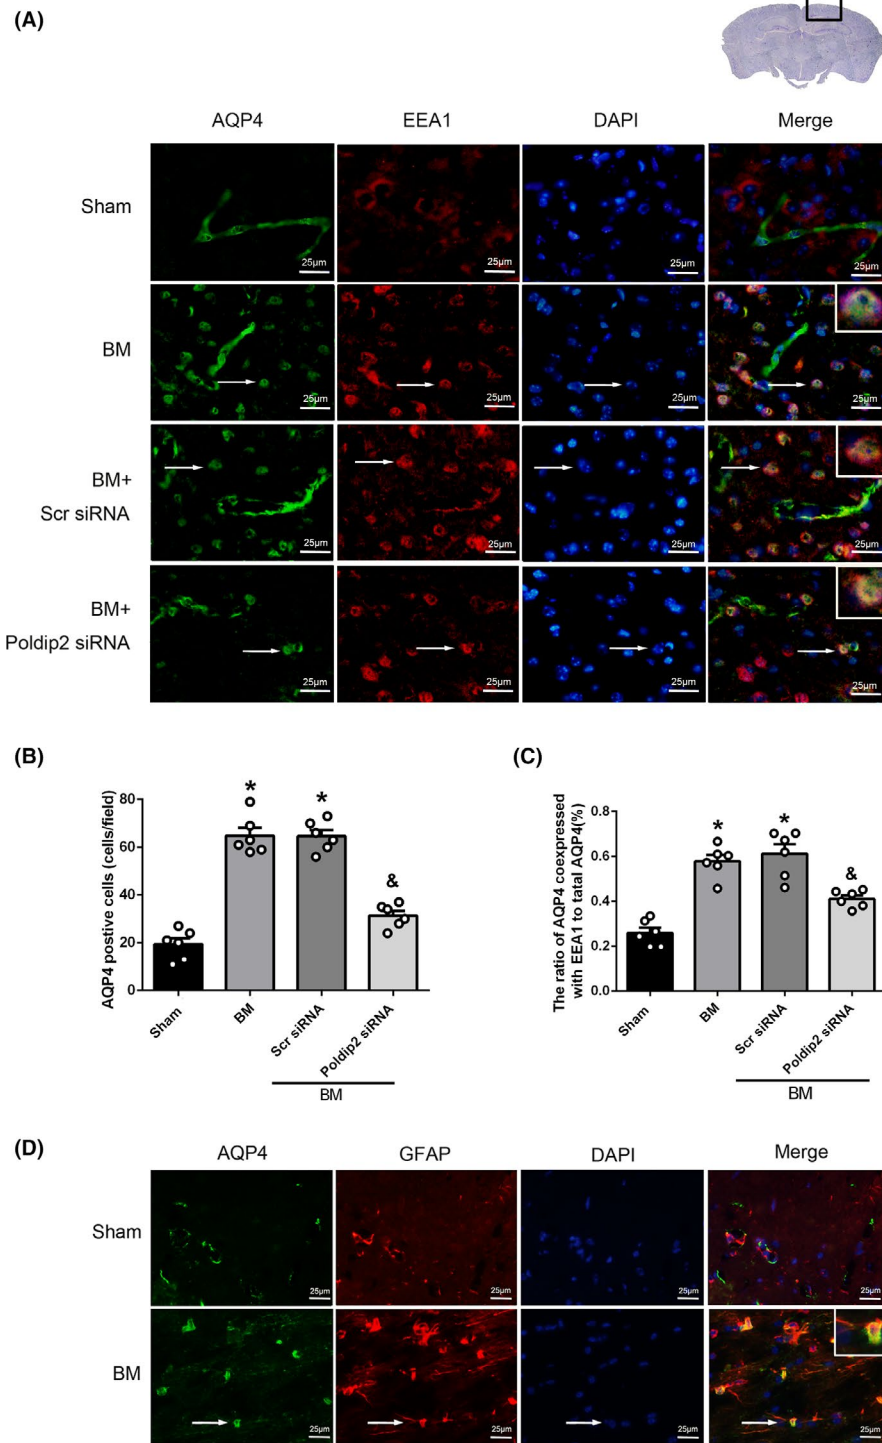 (A)
AQP4 EEA1 DAPI Merge
Sham
25µm 25µm 25µm 25µm
BM
25µm 25µm 25µm 25µm
BM+
Scr siRNA
25µm 25µm 25µm 25µm
BM+
Poldip2 siRNA
25µm 25µm 25µm 25µm
(B)
AQP4 postive cells (cells/field)
80
60
40
20
0
* * &
Sham BM Scr siRNA Poldip2 siRNA
BM
(C)
The ratio of AQP4 coexpressed
with EEA1 to tatal AQP4(%)
0.8
0.6
0.4
0.2
0.0
* * &
Sham BM Scr siRNA Poldip2 siRNA
BM
(D)
AQP4 GFAP DAPI Merge
Sham
25µm 25µm 25µm 25µm
BM
25µm 25µm 25µm 25µm